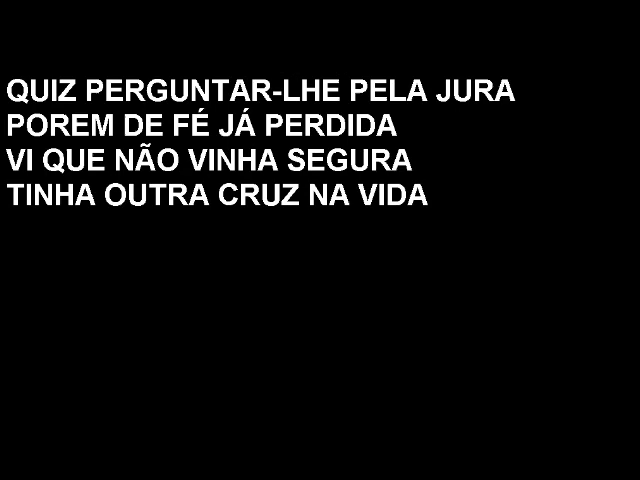 QUIZ PERGUNTAR-LHE PELA JURA
POREM DE FÉ JÁ PERDIDA
VI QUE NÃO VINHA SEGURA
TINHA OUTRA CRUZ NA VIDA